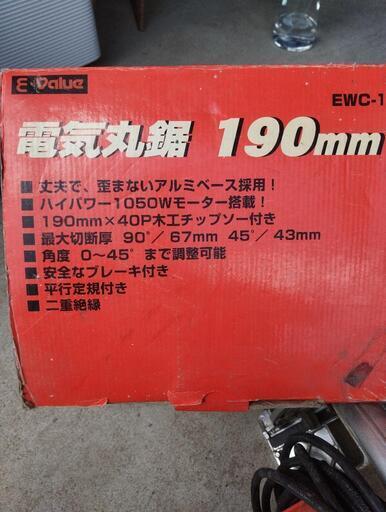 E-Value
EWC-1
電気丸鋸 190mm
■ 丈夫で、歪まないアルミベース採用！
■ ハイパワー1050Wモーター搭載！
■ 190mm×40P木工チップソー付き
■ 最大切断厚 90°／67mm 45°／43mm
■ 角度 0〜45°まで調整可能
■ 安全なブレーキ付き
■ 平行定規付き
■ 二重絶縁